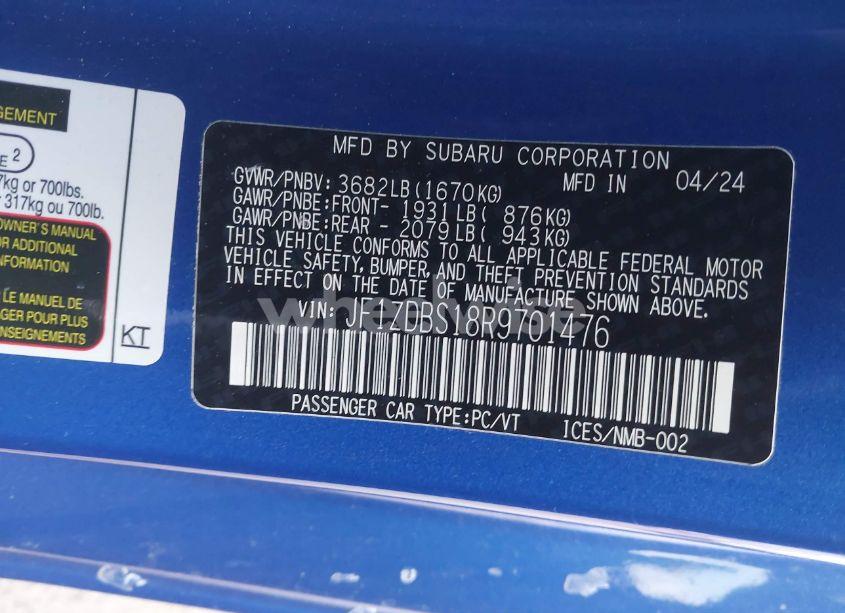 GEMENT
E 2
7kg or 700lbs.
317kg ou 700lb.
OWNER'S MANUAL
R ADDITIONAL
NFORMATION
LE MANUEL DE
GER POUR PLUS
NSEIGNEMENTS
KT
MFD BY SUBARU CORPORATION
GVWR/PNBV: 3682LB(1670KG) MFD IN 04/24
GAWR/PNBE:FRONT- 1931LB( 876KG)
GAWR/PNBE:REAR - 2079LB( 943KG)
THIS VEHICLE CONFORMS TO ALL APPLICABLE FEDERAL MOTOR
VEHICLE SAFETY, BUMPER, AND THEFT PREVENTION STANDARDS
IN EFFECT ON THE DATE OF MANUFACTURE SHOWN ABOVE.
VIN: JF1ZDBS18R9701476
PASSENGER CAR TYPE:PC/VT ICES/NMB-002